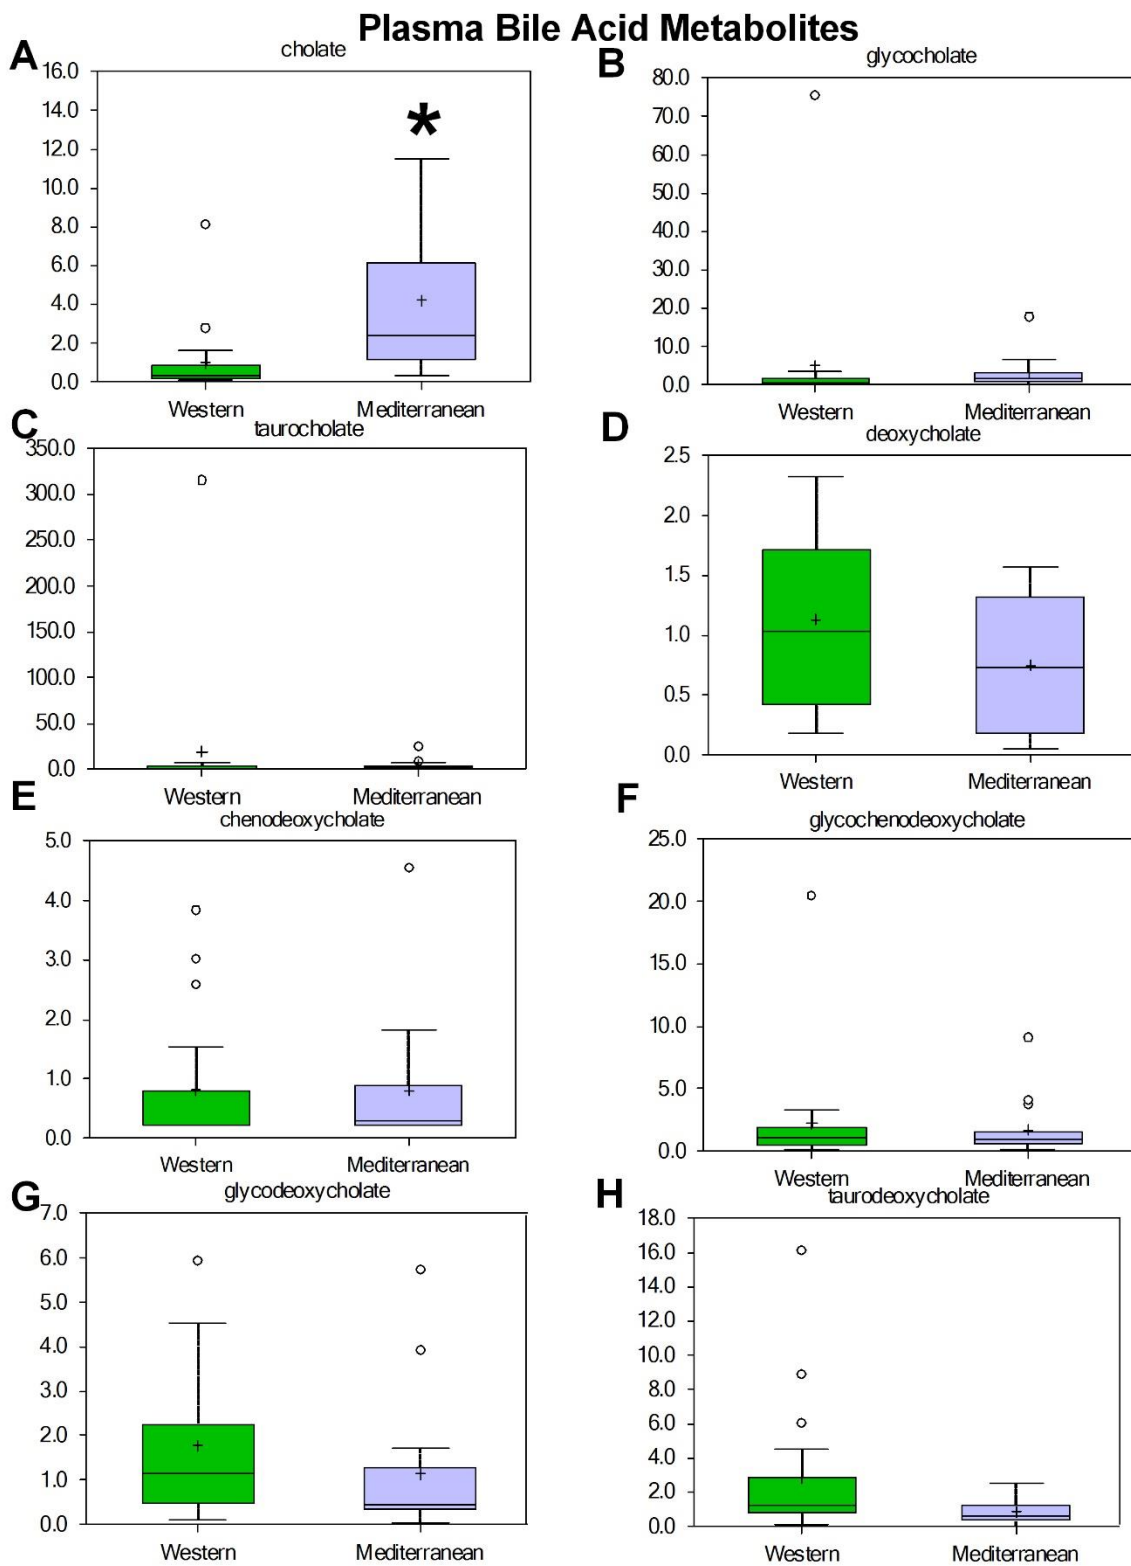 Plasma Bile Acid Metabolites
A
cholate
16.0
14.0
12.0
10.0
8.0
6.0
4.0
2.0
0.0
*
Western
Mediterranean
B
glycocholate
80.0
70.0
60.0
50.0
40.0
30.0
20.0
10.0
0.0
Western
Mediterranean
C
taurocholate
350.0
300.0
250.0
200.0
150.0
100.0
50.0
0.0
Western
Mediterranean
D
deoxycholate
2.5
2.0
1.5
1.0
0.5
0.0
Western
Mediterranean
E
chenodeoxycholate
5.0
4.0
3.0
2.0
1.0
0.0
Western
Mediterranean
F
glycochenodeoxycholate
25.0
20.0
15.0
10.0
5.0
0.0
Western
Mediterranean
G
glycodeoxycholate
7.0
6.0
5.0
4.0
3.0
2.0
1.0
0.0
Western
Mediterranean
H
taurodeoxycholate
18.0
16.0
14.0
12.0
10.0
8.0
6.0
4.0
2.0
0.0
Western
Mediterranean